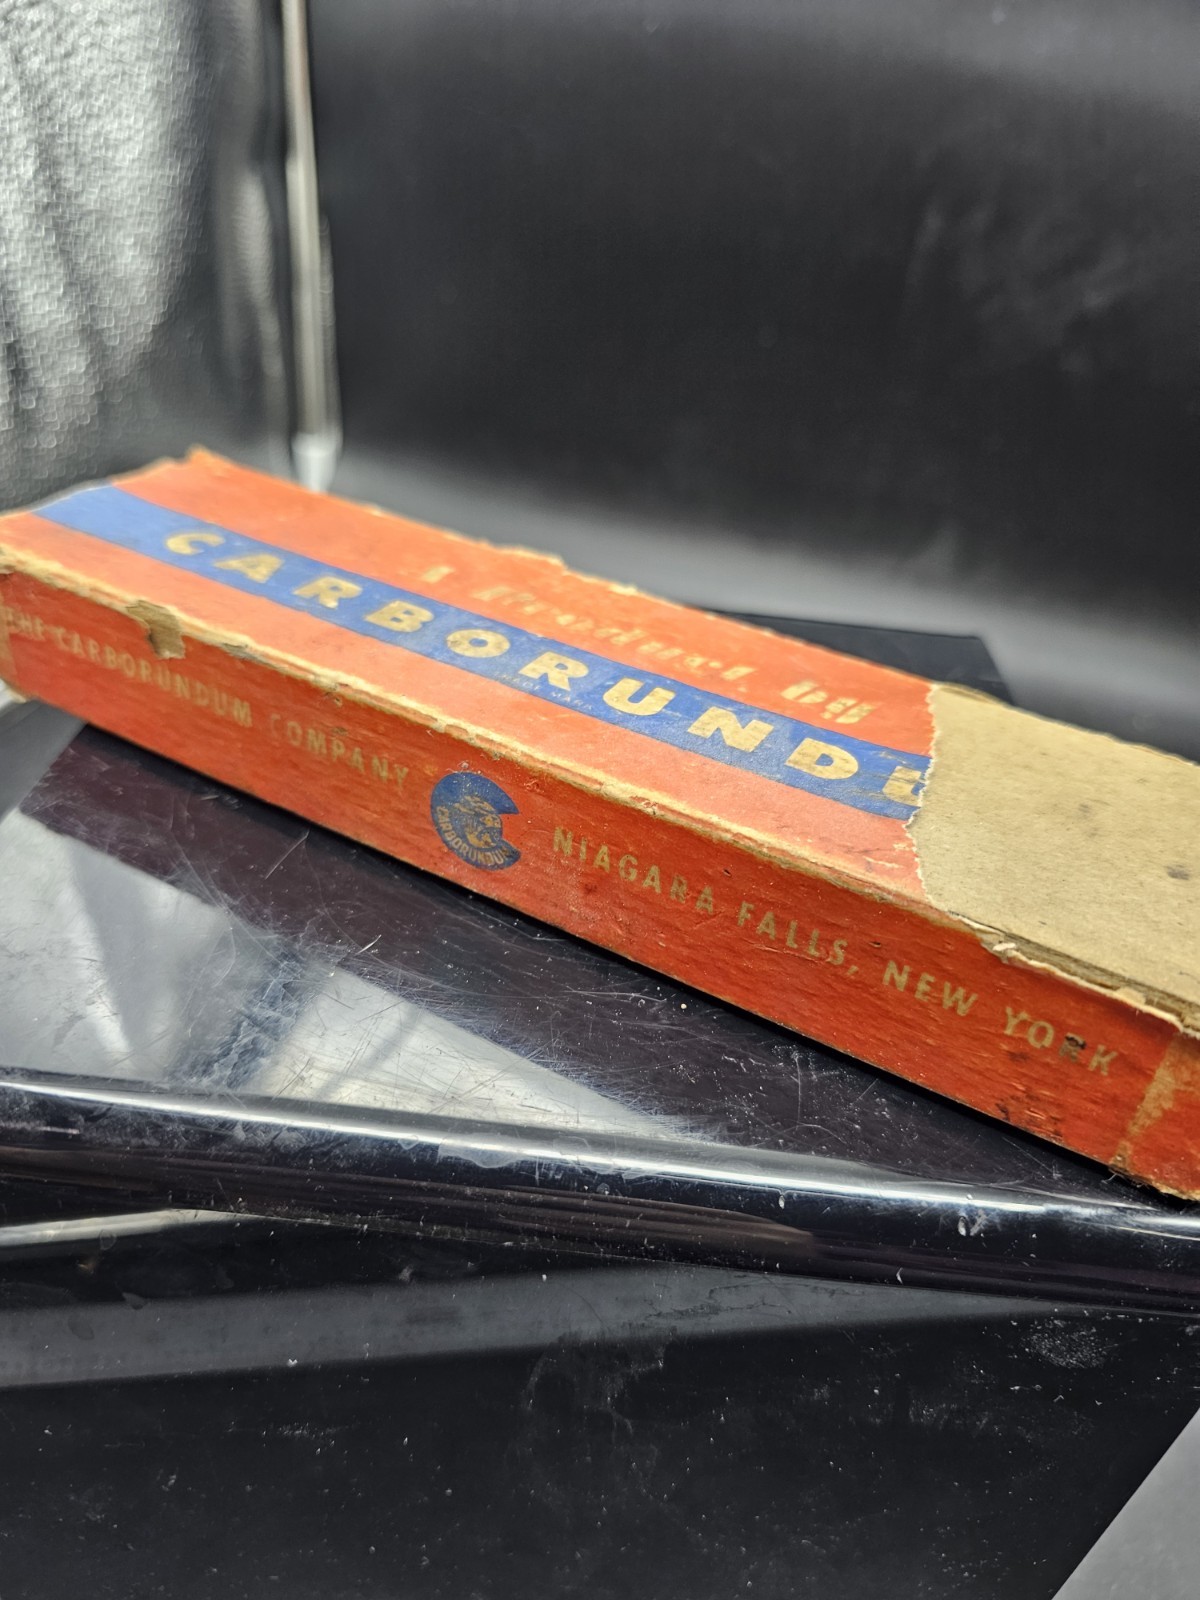 A Product by
CARBORUNDU
TRADE MARK
THE CARBORUNDUM COMPANY
CARBORUNDUM
NIAGARA FALLS, NEW YORK